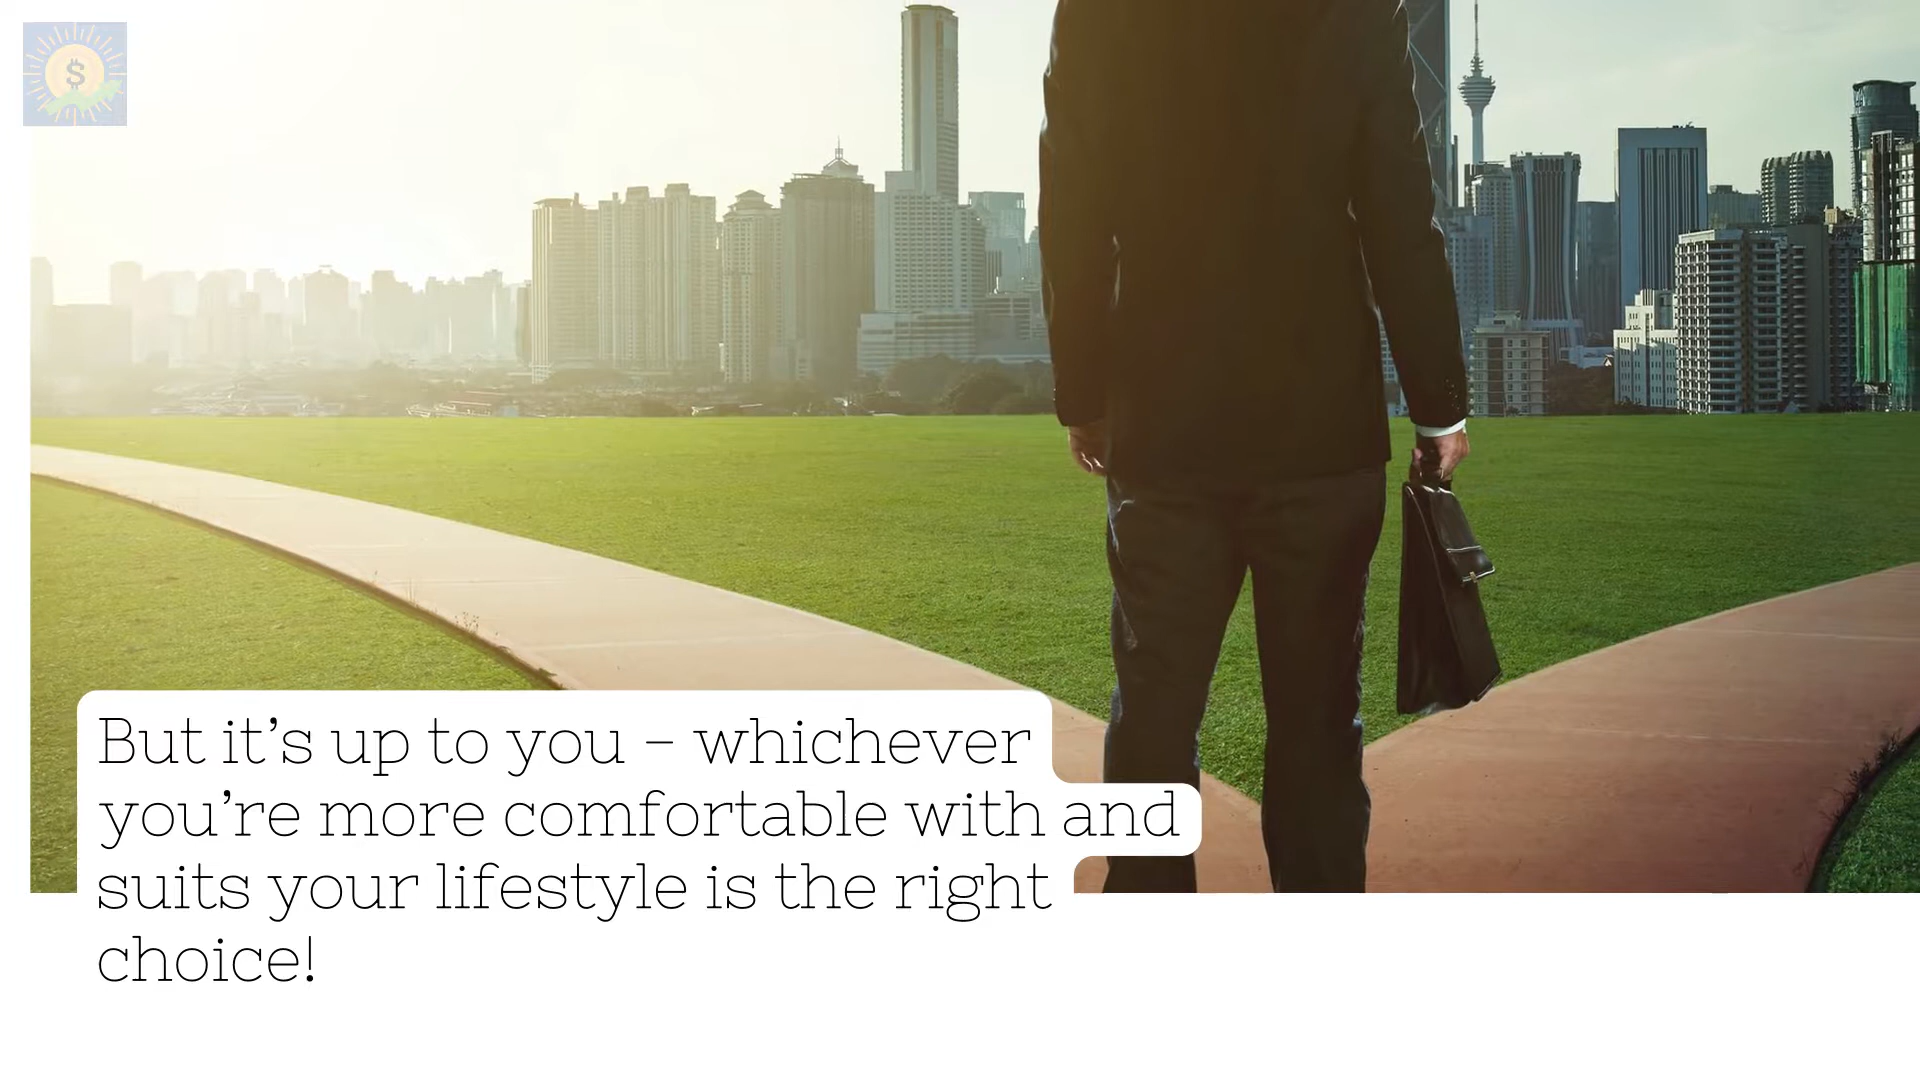 $
But it’s up to you – whichever
you’re more comfortable with and
suits your lifestyle is the right
choice!